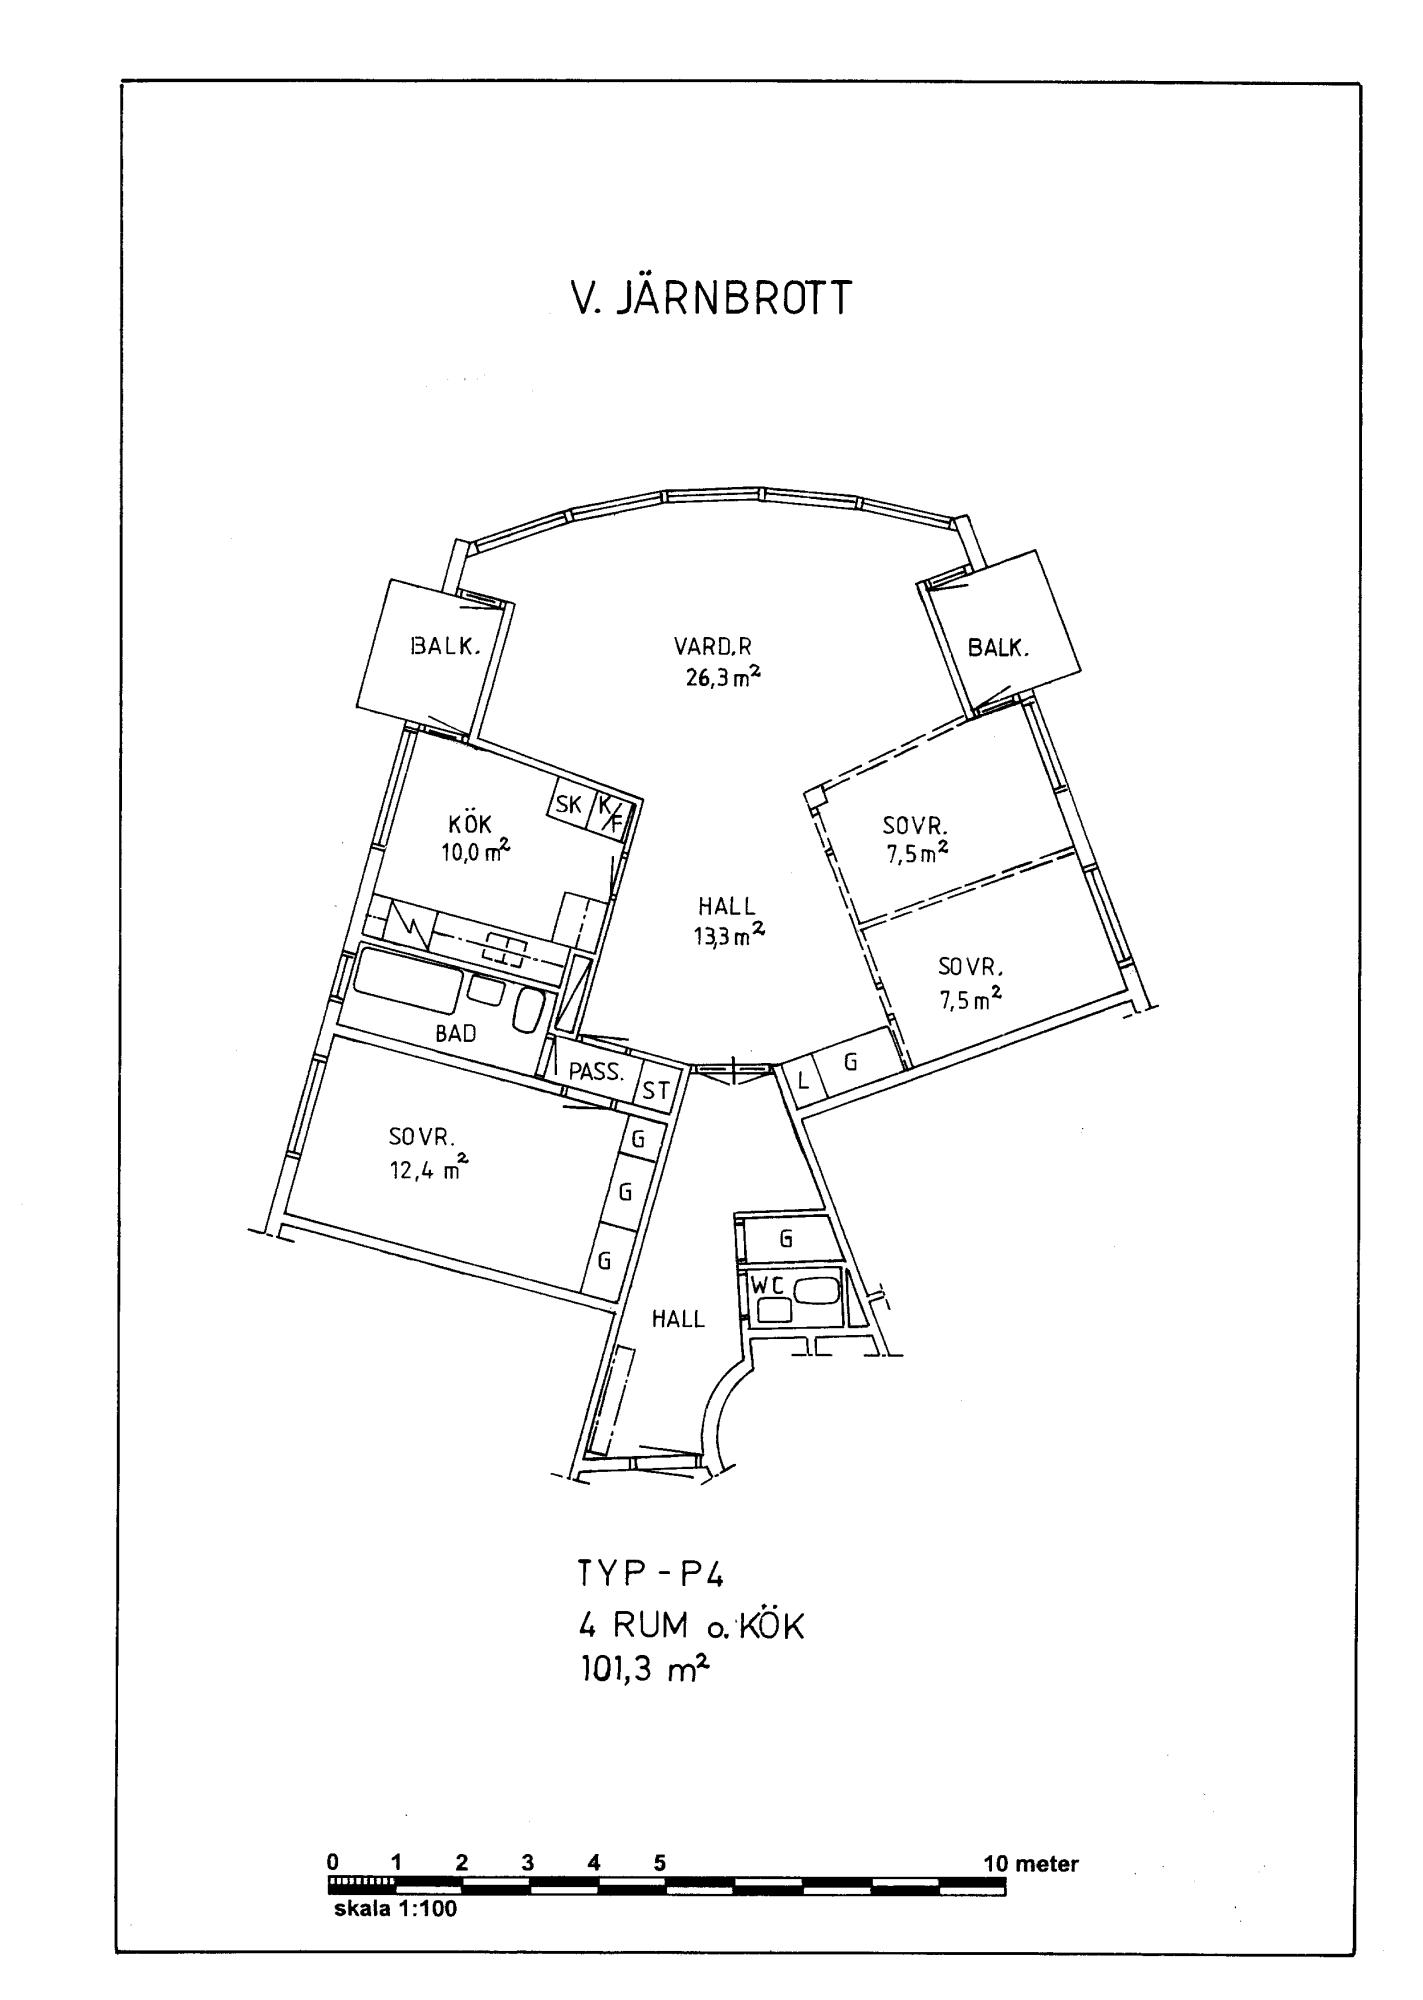 V. JÄRNBROTT
BALK.
VARD.R
26,3 m²
BALK.
KÖK
10,0 m²
SK
K/F
SOVR.
7,5 m²
HALL
13,3 m²
SOVR.
7,5 m²
BAD
PASS.
ST
L
G
SOVR.
12,4 m²
G
G
G
G
WC
HALL
TYP - P4
4 RUM o. KÖK
101,3 m²
0 1 2 3 4 5 10 meter
skala 1:100